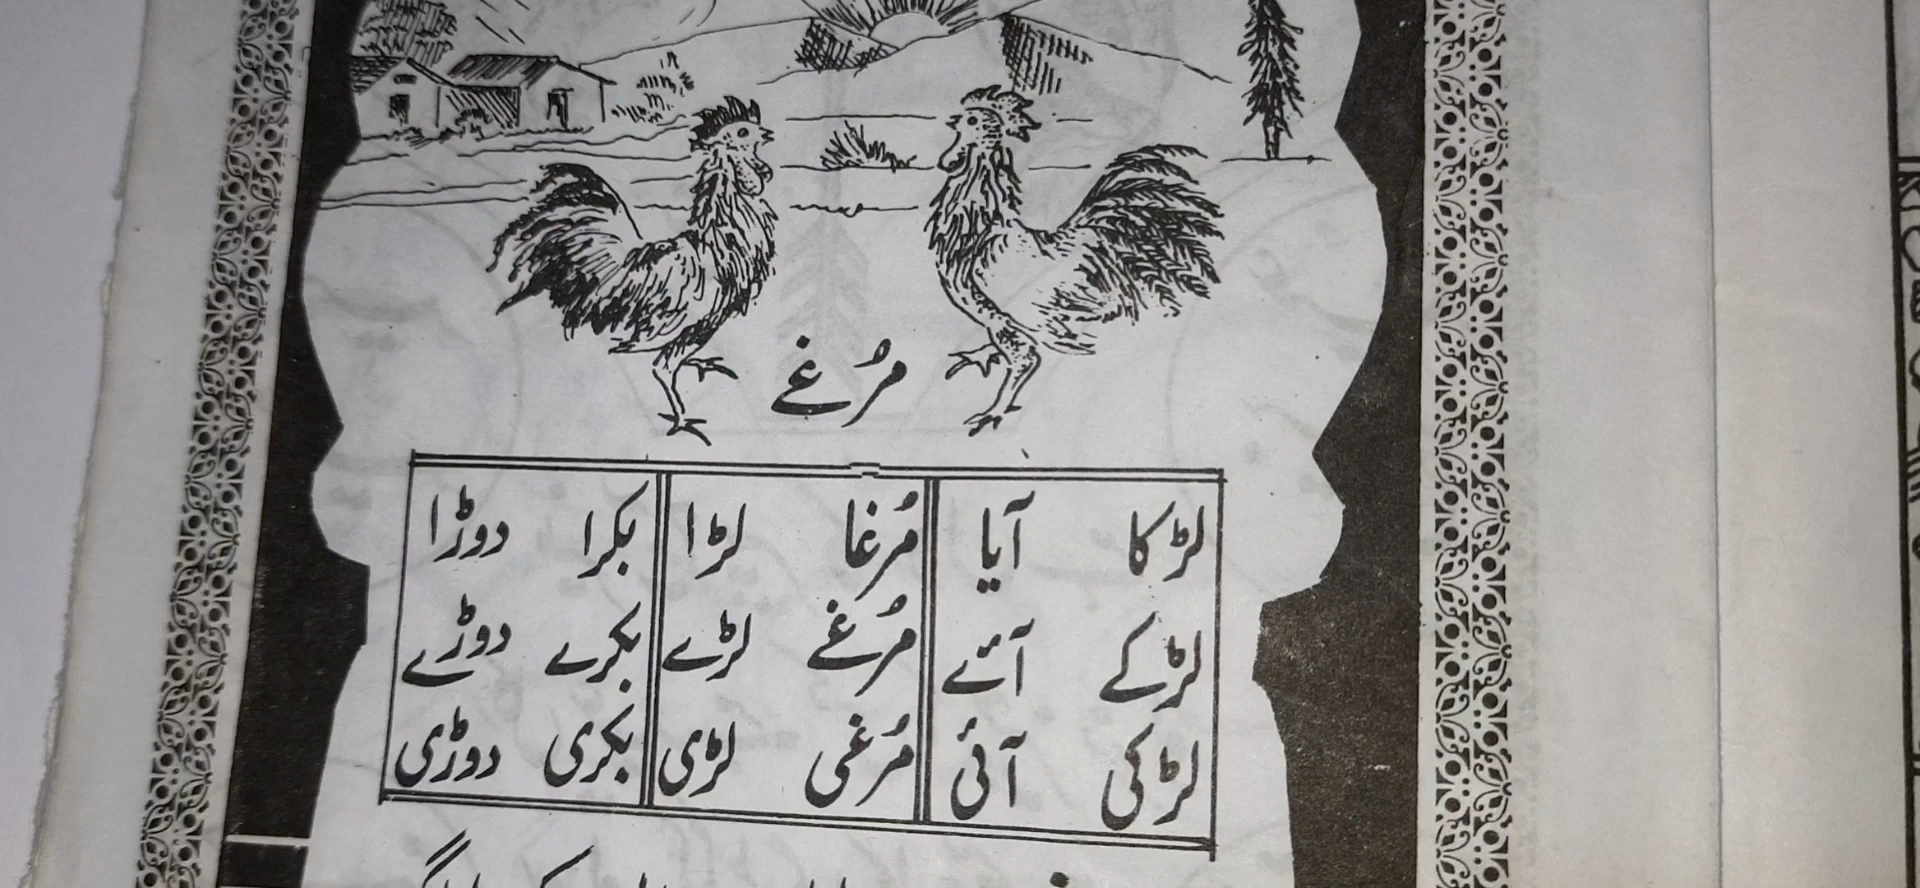 مُرغے
لڑکا آیا مُرغا لڑا بکرا دوڑا
لڑکے آئے مُرغے لڑے بکرے دوڑے
لڑکی آئی مُرغی لڑی بکری دوڑی